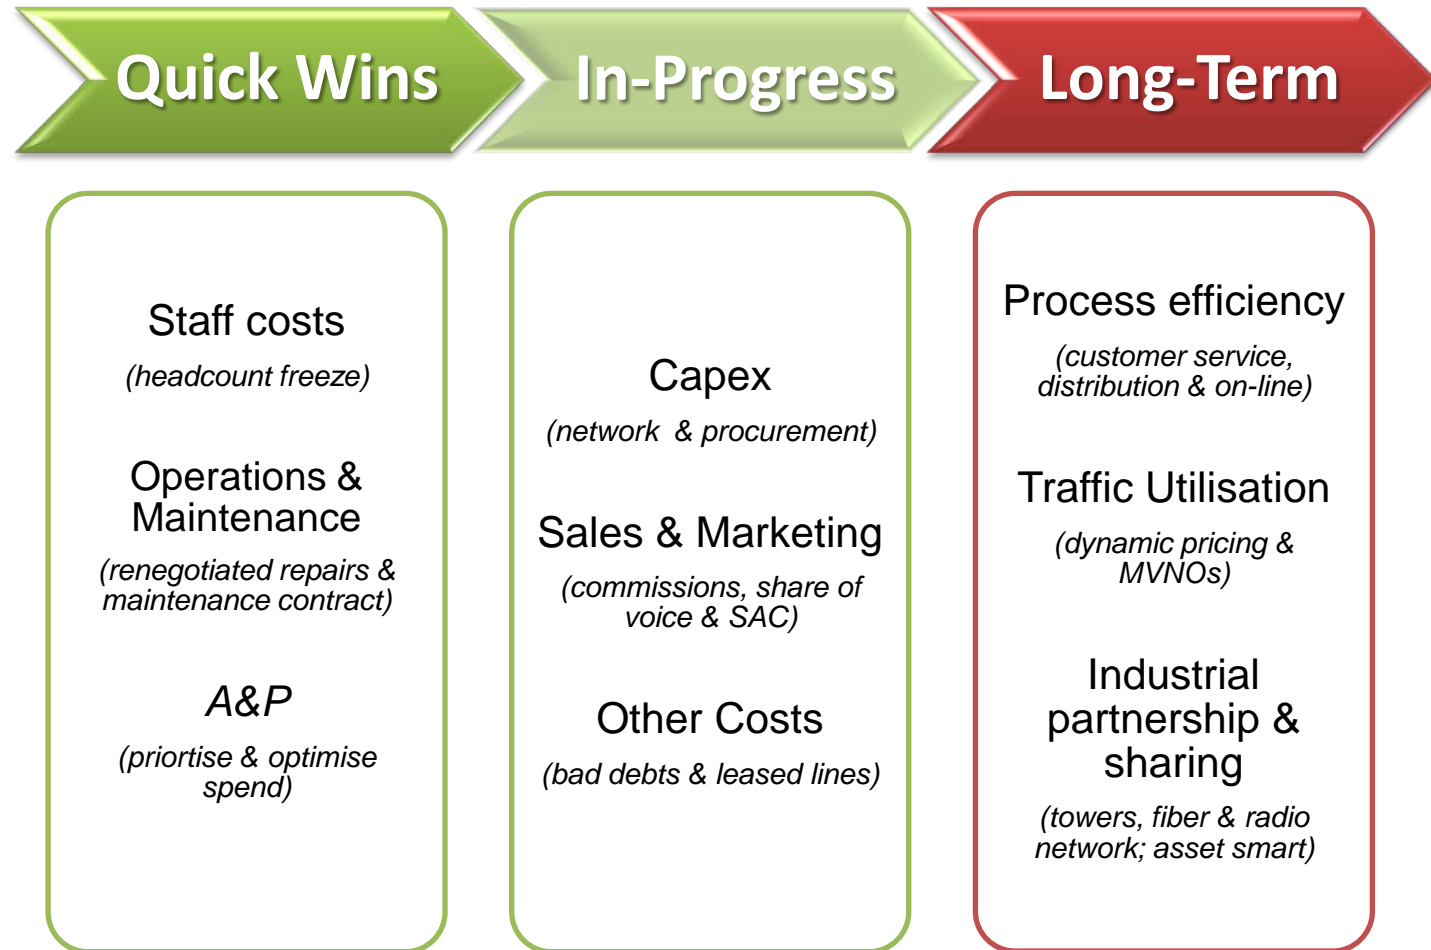 Quick Wins
In-Progress
Long-Term
Staff costs
(headcount freeze)
Operations &
Maintenance
(renegotiated repairs &
maintenance contract)
A&P
(priortise & optimise
spend)
Capex
(network & procurement)
Sales & Marketing
(commissions, share of
voice & SAC)
Other Costs
(bad debts & leased lines)
Process efficiency
(customer service,
distribution & on-line)
Traffic Utilisation
(dynamic pricing &
MVNOs)
Industrial
partnership &
sharing
(towers, fiber & radio
network; asset smart)